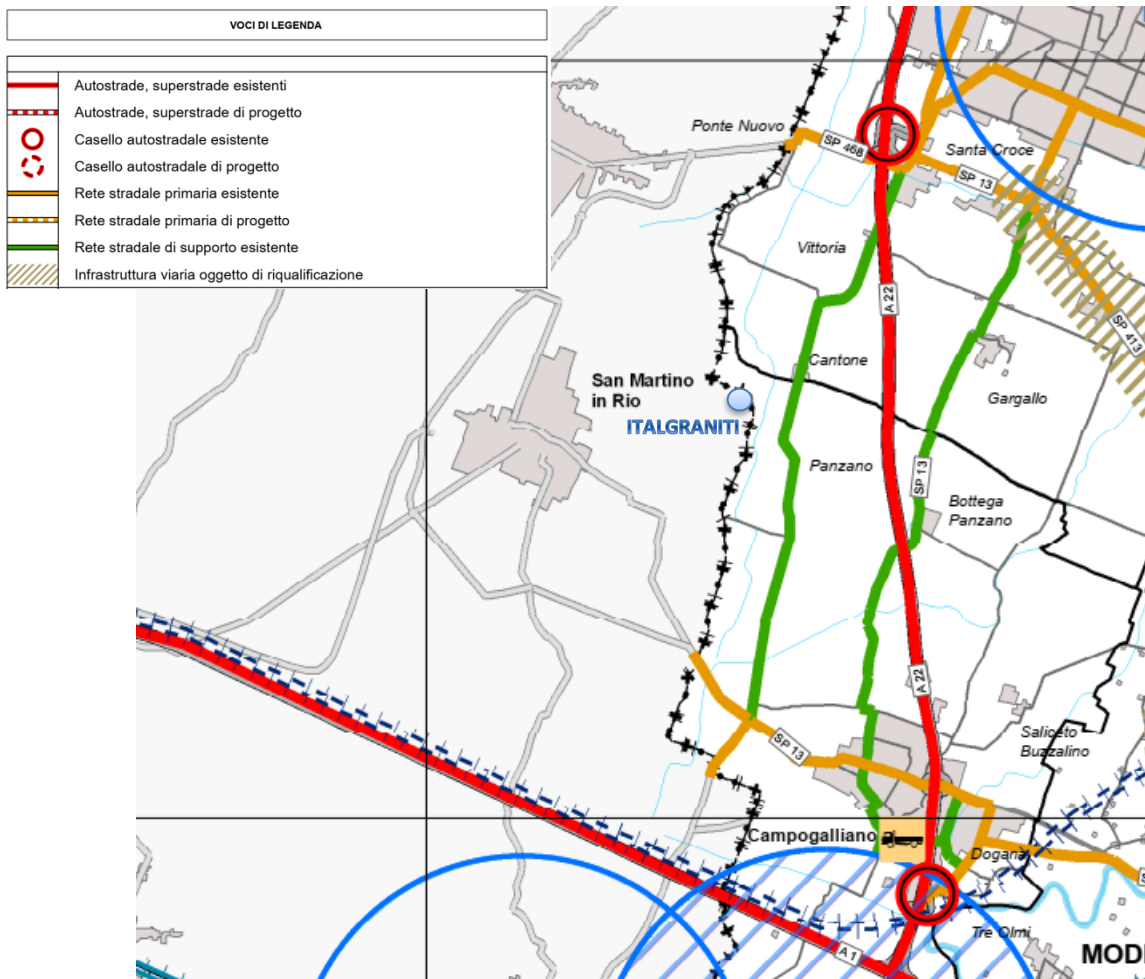 VOCI DI LEGENDA
Autostrade, superstrade esistenti
Autostrade, superstrade di progetto
Casello autostradale esistente
Casello autostradale di progetto
Rete stradale primaria esistente
Rete stradale primaria di progetto
Rete stradale di supporto esistente
Infrastruttura viaria oggetto di riqualificazione
Ponte Nuovo
SP 468
Santa Croce
SP 13
Vittoria
A 22
SP 413
Cantone
San Martino
in Rio
Gargallo
ITALGRANITI
Panzano
SP 13
Bottega
Panzano
A 22
Saliceto
Buzzalino
SP 13
Campogalliano
Dogana
Tre Olmi
A 1
MOD